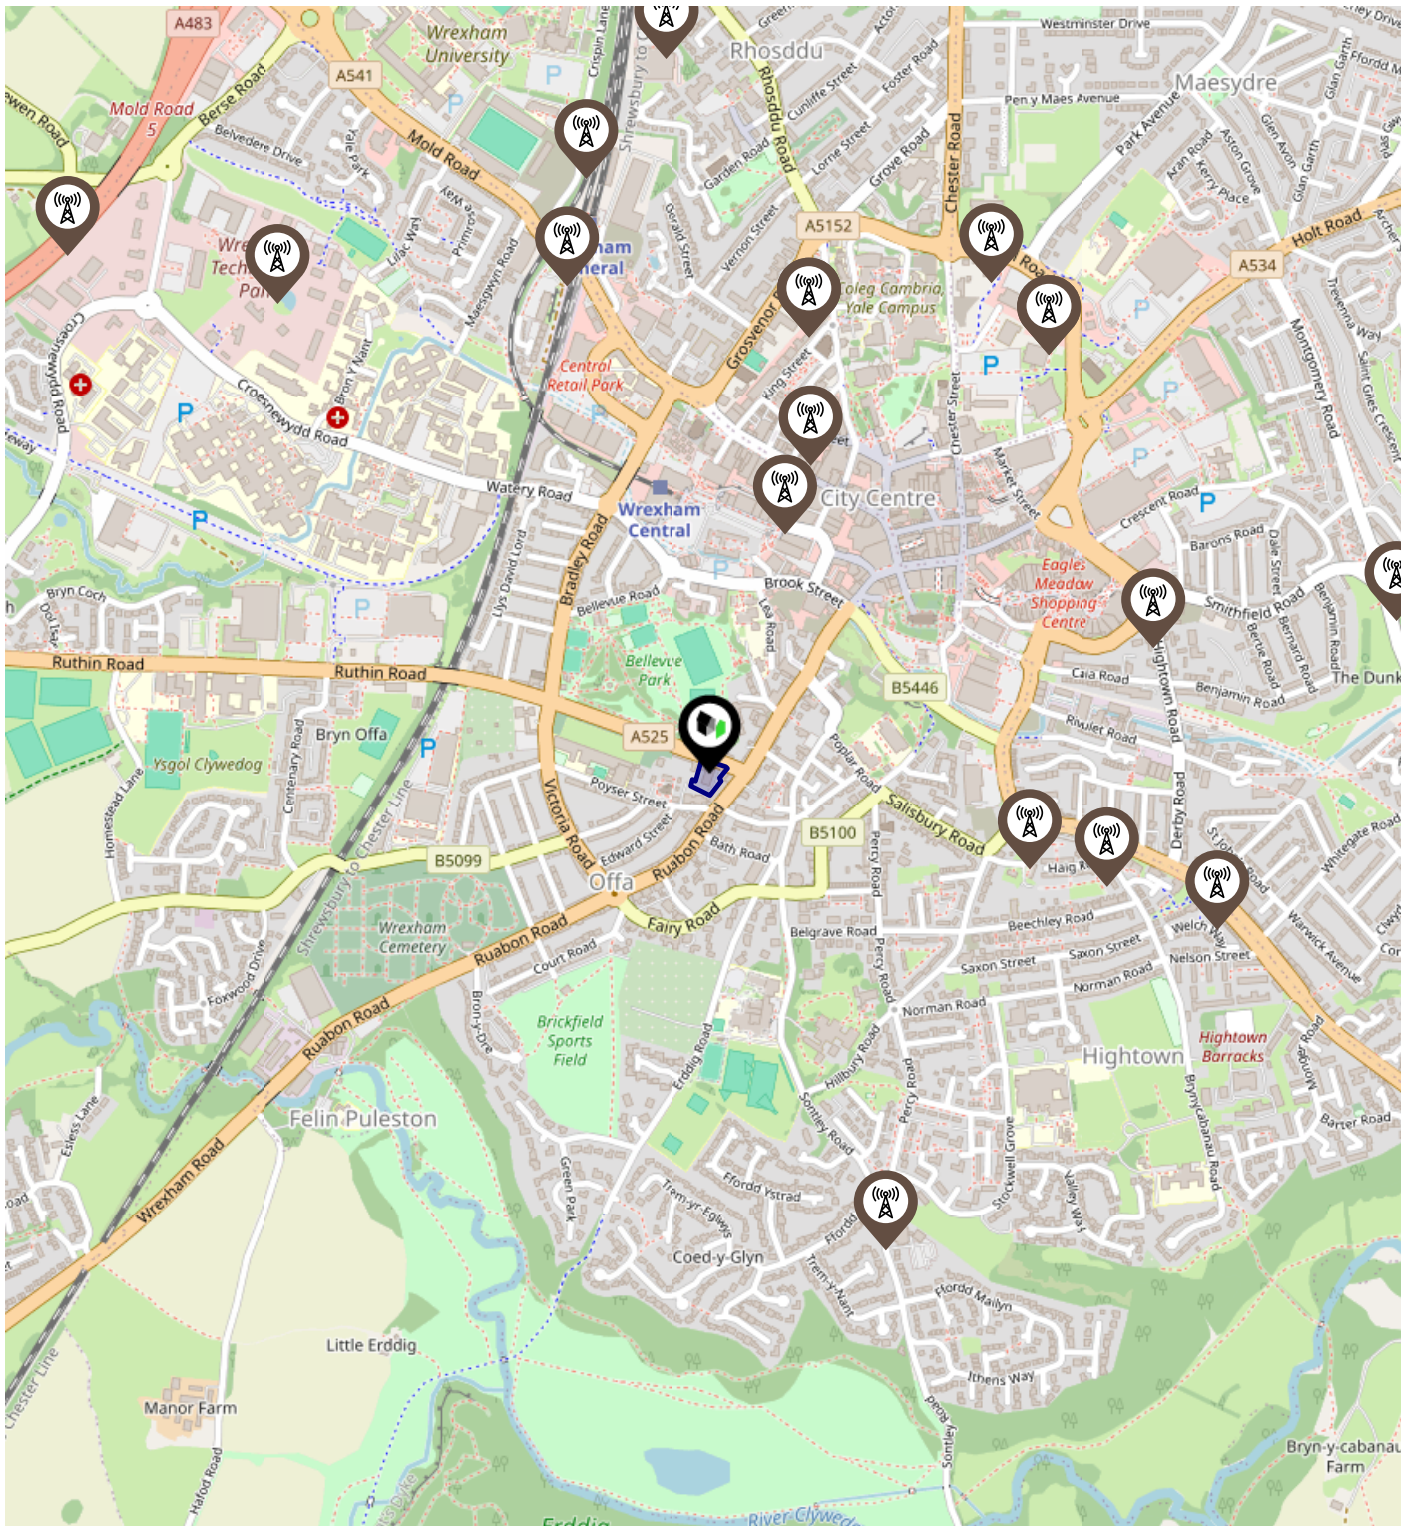 A483
Wrexham
University
Crispin Lane
Shrewsbury to C
Rhosddu
Westminster Drive
Maesydre
Glan Garth
A541
Mold Road
5
Berse Road
Belvedere Drive
Yale Park
Mold Road
Rhosddu Road
Cunliffe Street
Foster Road
Lorne Street
Garden Road
Grove Road
Chester Road
Pen y Maes Avenue
Park Avenue
Aran Road
Kerry Place
Aston Grove
Glen Avon
Glan Garth
Primrose Way
Lilac Way
Maesgwyn Road
Derald Street
Vernon Street
A5152
Holt Road
A534
Coleg Cambria,
Yale Campus
Trevenna Way
Montgomery Road
Saint Giles Crescent
Croesnewydd Road
Bron Y Nant
Central
Retail Park
King Street
P
Croesnewydd Road
Chester Street
Market Street
Watery Road
Wrexham
Central
City Centre
Crescent Road
Barons Road
Dale Street
Bradley Road
Llys David Lord
Bryn Coch
Bellevue Road
Brook Street
Lea Road
Eagles
Meadow
Shopping
Centre
Smithfield Road
Bertie Road
Bernard Road
Benjamin Road
Hightown Road
Ruthin Road
Ruthin Road
Bellevue
Park
B5446
Caia Road
Benjamin Road
The Dunk
Rivulet Road
Bryn Offa
Ysgol Clywedog
Centenary Road
Homestead Lane
A525
Poyser Street
Poplar Road
Salisbury Road
Derby Road
Whitegate Road
Victoria Road
Edward Street
Ruabon Road
Bath Road
B5100
Percy Road
B5099
Offa
Shrewsbury to Chester Line
Wrexham
Cemetery
Fairy Road
Belgrave Road
Beechley Road
Welch Way
Warwick Avenue
Ruabon Road
Court Road
Foxwood Drive
Saxon Street
Saxon Street
Nelson Street
Percy Road
Norman Road
Norman Road
Bron-y-Dre
Brickfield
Sports
Field
Ruabon Road
Erddig Road
Hillbury Road
Hightown
Hightown
Barracks
Percy Road
Felin Puleston
Esless Lane
Sontley Road
Stockwell Grove
Brynycabanau Road
Barter Road
Wrexham Road
Green Park
Ffordd Ystrad
Trem-yr-Eglwys
Valley Way
Coed-y-Glyn
Trem-y-Nant
Ffordd Mailyn
Little Erddig
Ithens Way
Chester Line
Manor Farm
Sontley Road
Bryn-y-cabanau
Farm
Hafod Road
River Clywed
Erddig